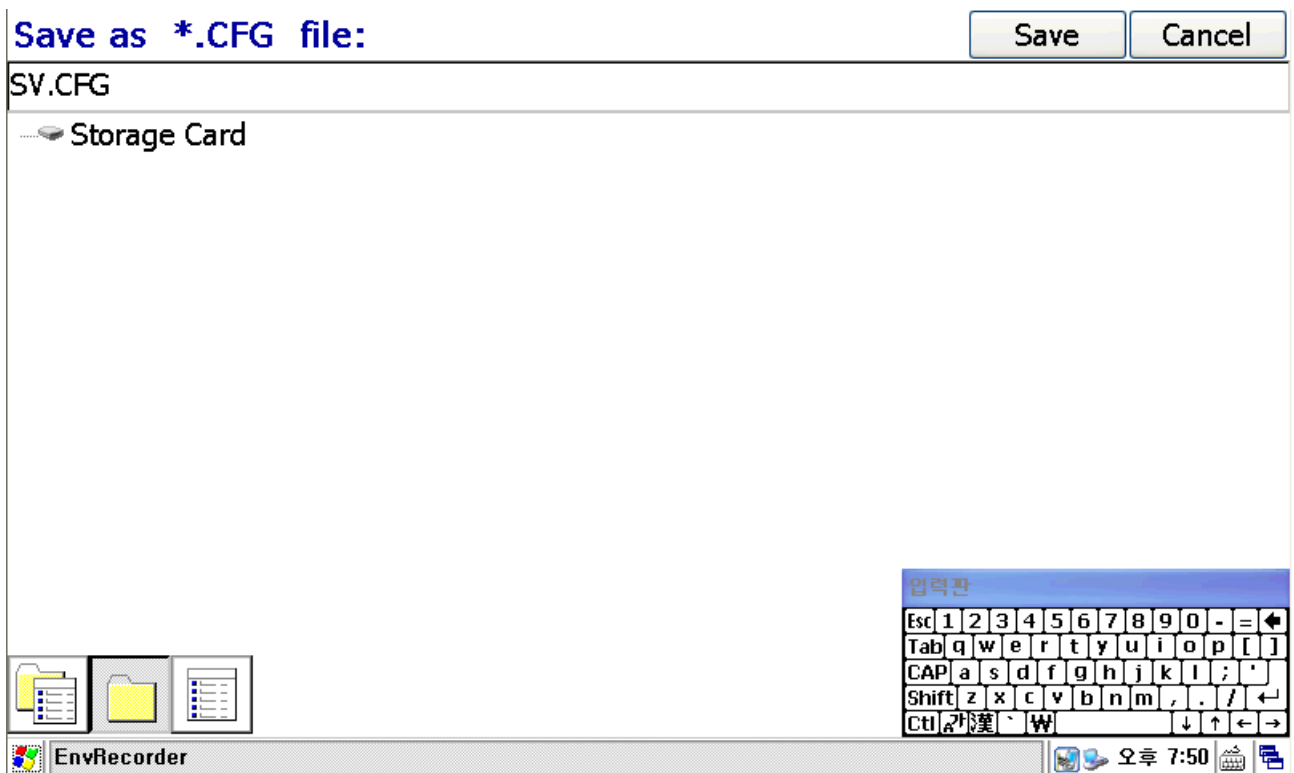 Save as *.CFG file:
Save
Cancel
SV.CFG
Storage Card
입력판
Esc 1 2 3 4 5 6 7 8 9 0 - =
Tab q w e r t y u i o p [ ]
CAP a s d f g h j k l ; '
Shift z x c v b n m , . / ↵
Ctl 漢 ` ₩ ↓ ↑ ← →
EnvRecorder
오후 7:50